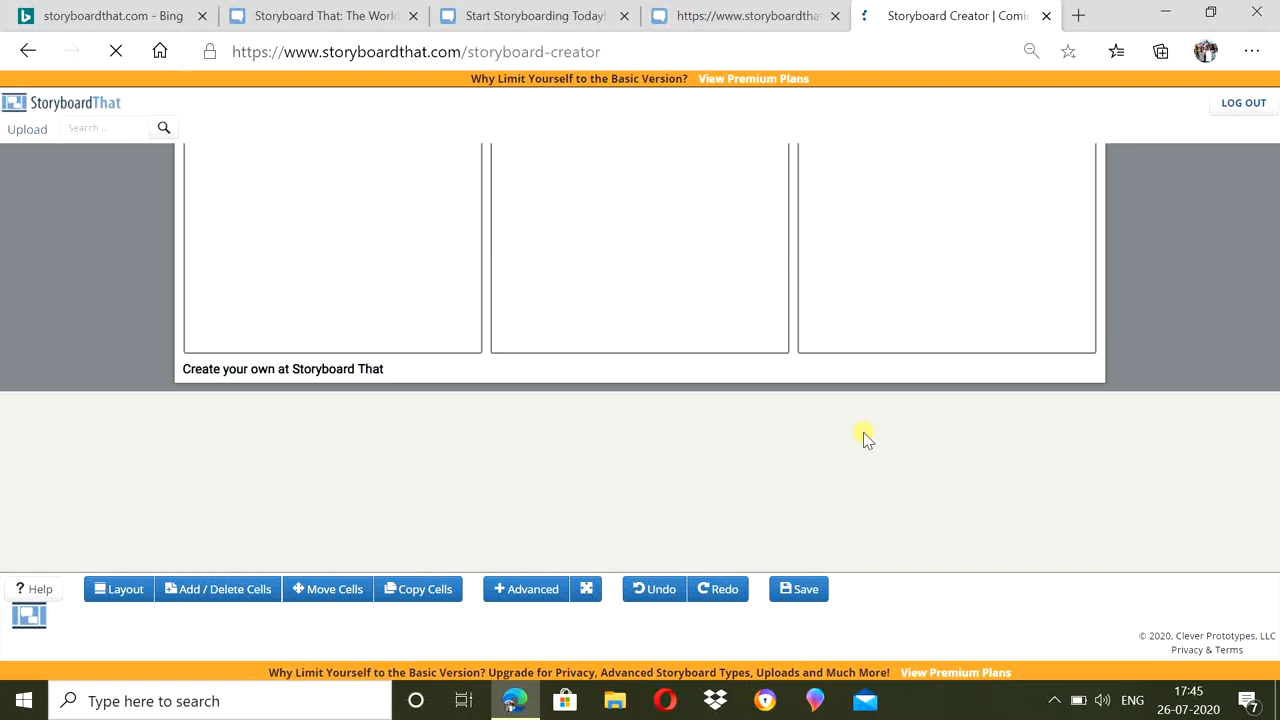 storyboardthat.com - Bing
Storyboard That: The World
Start Storyboarding Today!
https://www.storyboardthat
Storyboard Creator | Comic
https://www.storyboardthat.com/storyboard-creator
Why Limit Yourself to the Basic Version? View Premium Plans
StoryboardThat
LOG OUT
Upload
Search ...
Create your own at Storyboard That
? Help
Layout
Add / Delete Cells
Move Cells
Copy Cells
Advanced
Undo
Redo
Save
© 2020, Clever Prototypes, LLC
Privacy & Terms
Why Limit Yourself to the Basic Version? Upgrade for Privacy, Advanced Storyboard Types, Uploads and Much More! View Premium Plans
Type here to search
ENG
17:45
26-07-2020
7